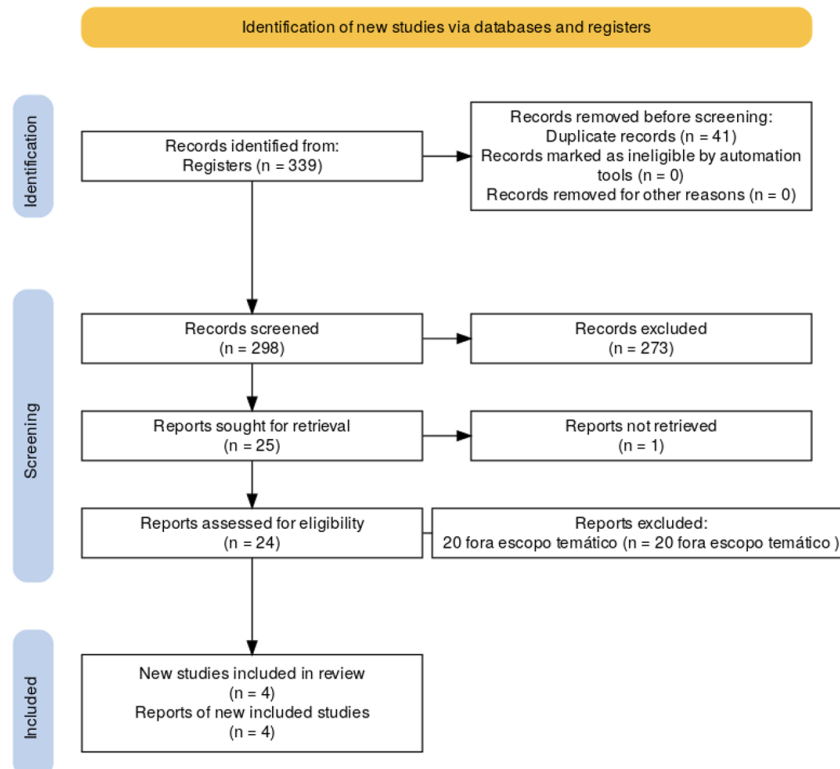 Identification of new studies via databases and registers
Identification
Records identified from:
Registers (n = 339)
Records removed before screening:
Duplicate records (n = 41)
Records marked as ineligible by automation
tools (n = 0)
Records removed for other reasons (n = 0)
Screening
Records screened
(n = 298)
Records excluded
(n = 273)
Reports sought for retrieval
(n = 25)
Reports not retrieved
(n = 1)
Reports assessed for eligibility
(n = 24)
Reports excluded:
20 fora escopo temático (n = 20 fora escopo temático )
Included
New studies included in review
(n = 4)
Reports of new included studies
(n = 4)